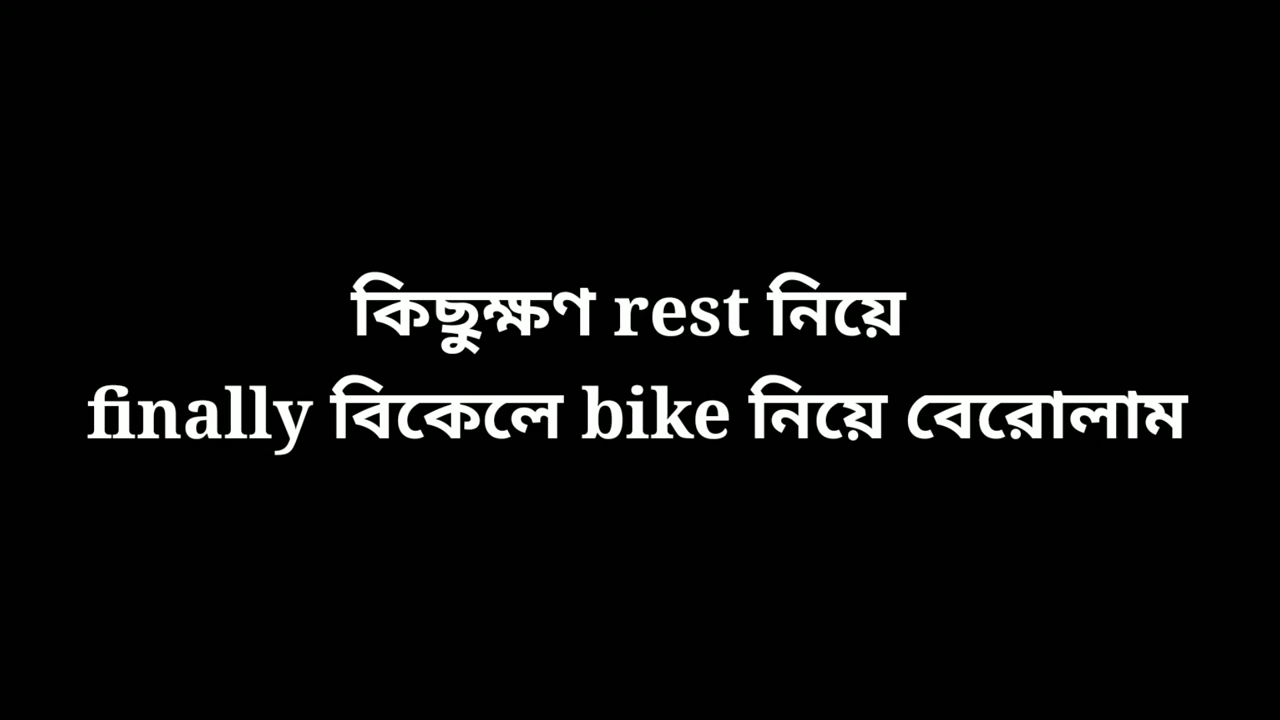 কিছুক্ষণ rest নিয়ে
finally বিকেলে bike নিয়ে বেরোলাম